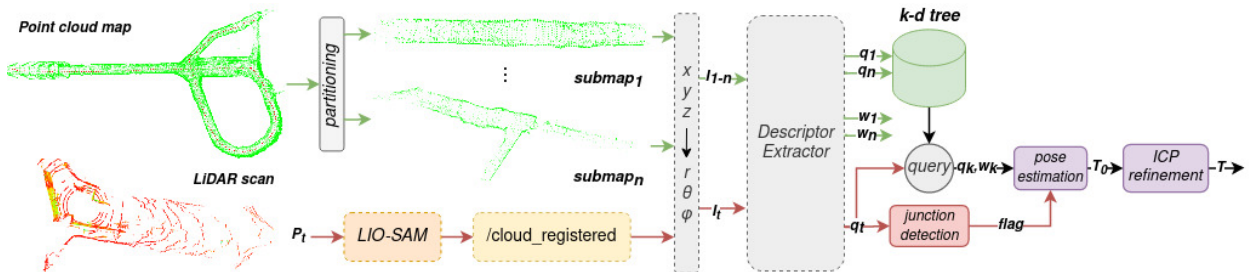 Point cloud map
LiDAR scan
partitioning
submap1
⋮
submapn
Pt
LIO-SAM
/cloud_registered
x
y
z
r
θ
φ
I1-n
It
Descriptor
Extractor
k-d tree
q1
qn
w1
wn
query
qk,wk
qt
junction
detection
flag
pose
estimation
T0
ICP
refinement
T